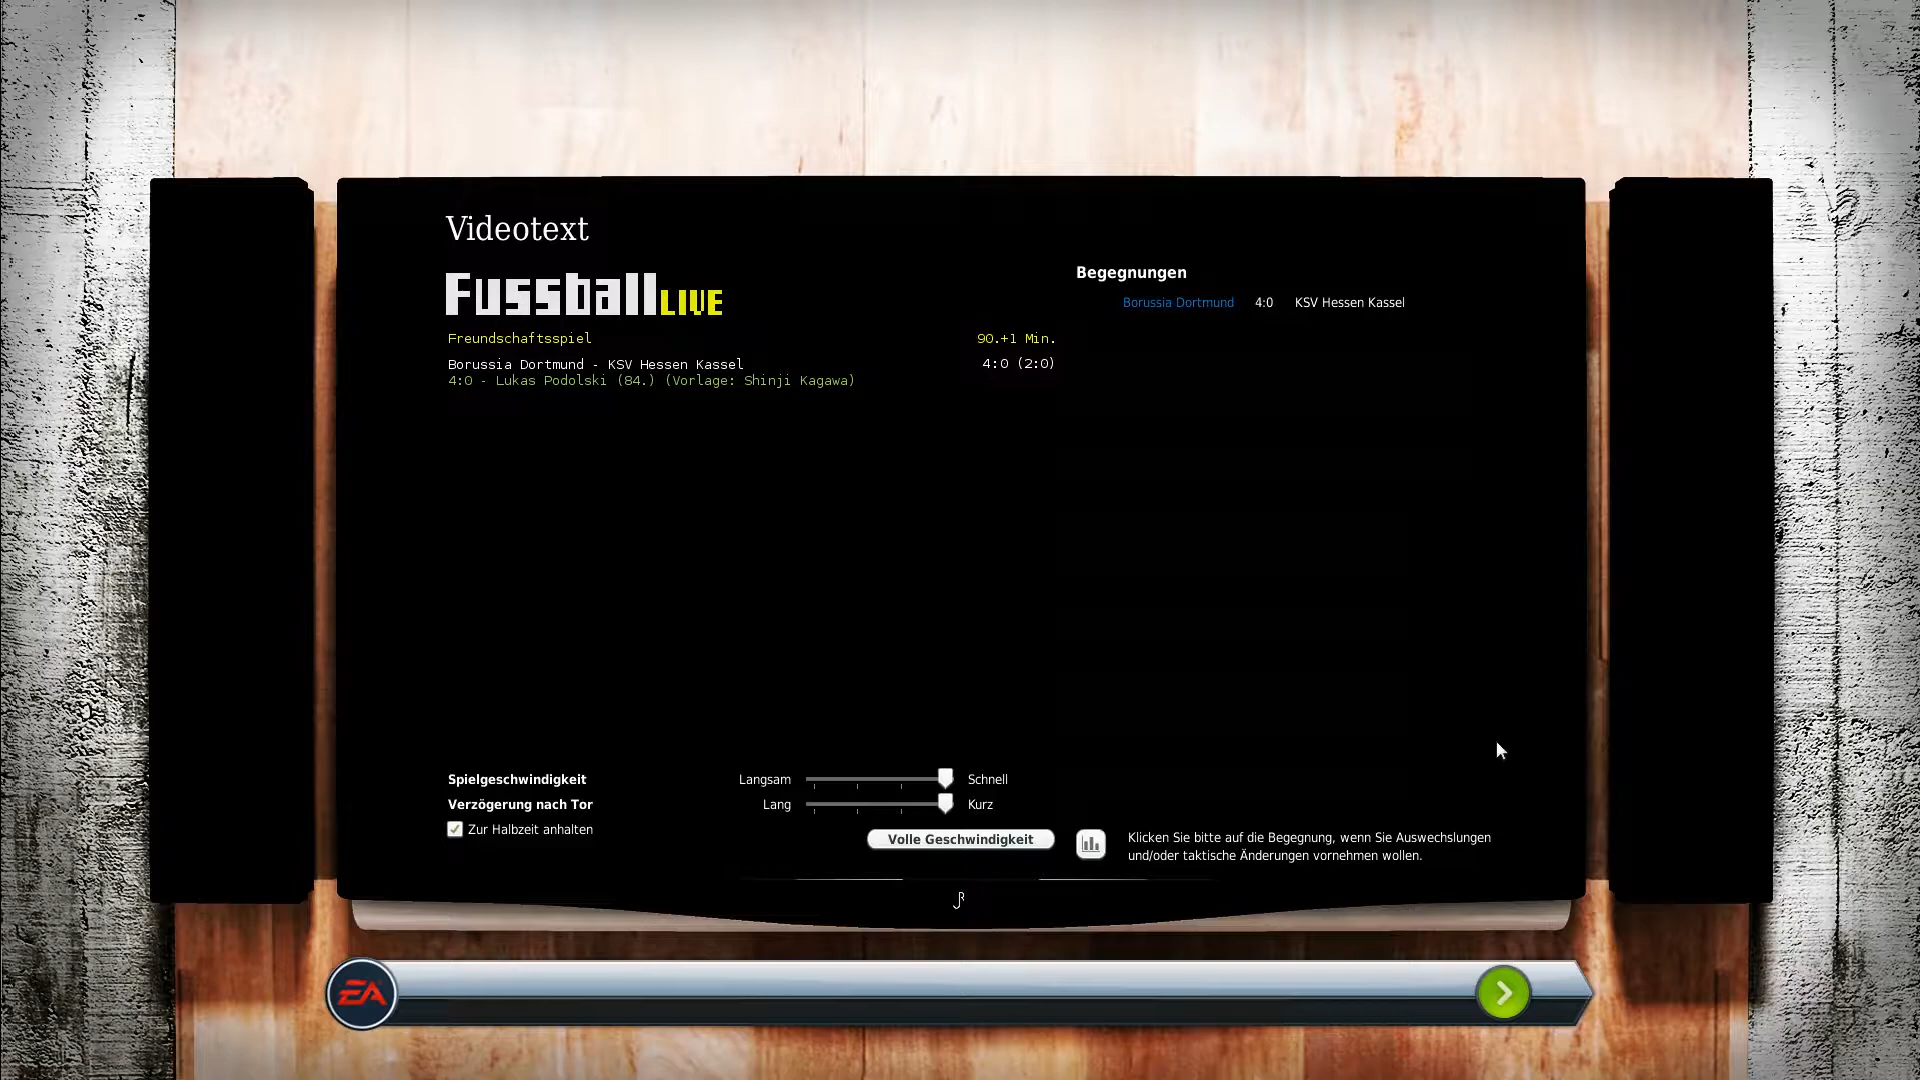 Videotext
Fussball LIVE
Freundschaftsspiel 90.+1 Min.
Borussia Dortmund - KSV Hessen Kassel 4:0 (2:0)
4:0 - Lukas Podolski (84.) (Vorlage: Shinji Kagawa)
Begegnungen
Borussia Dortmund 4:0 KSV Hessen Kassel
Spielgeschwindigkeit Langsam Schnell
Verzögerung nach Tor Lang Kurz
Zur Halbzeit anhalten
Volle Geschwindigkeit
Klicken Sie bitte auf die Begegnung, wenn Sie Auswechslungen
und/oder taktische Änderungen vornehmen wollen.
EA